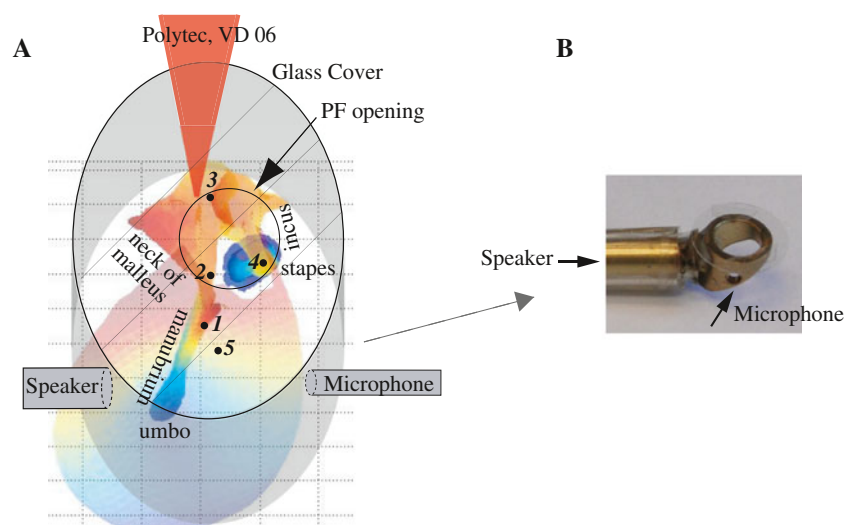 A
Polytec, VD 06
Glass Cover
PF opening
3
incus
neck of
malleus
2
4
stapes
manubrium
1
5
Speaker
Microphone
umbo
B
Speaker
Microphone